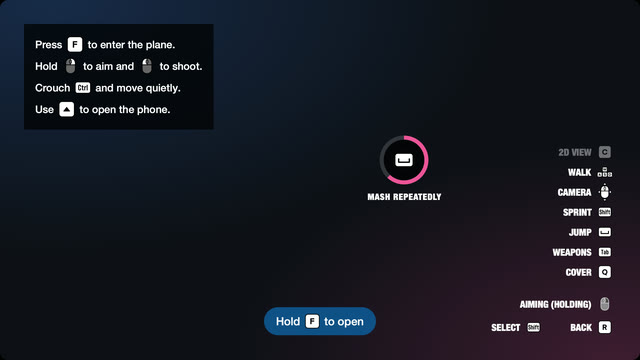 Press F to enter the plane.
Hold to aim and to shoot.
Crouch Ctrl and move quietly.
Use to open the phone.
MASH REPEATEDLY
2D VIEW C
WALK
CAMERA
SPRINT Shift
JUMP
WEAPONS Tab
COVER Q
AIMING (HOLDING)
SELECT Shift BACK R
Hold F to open